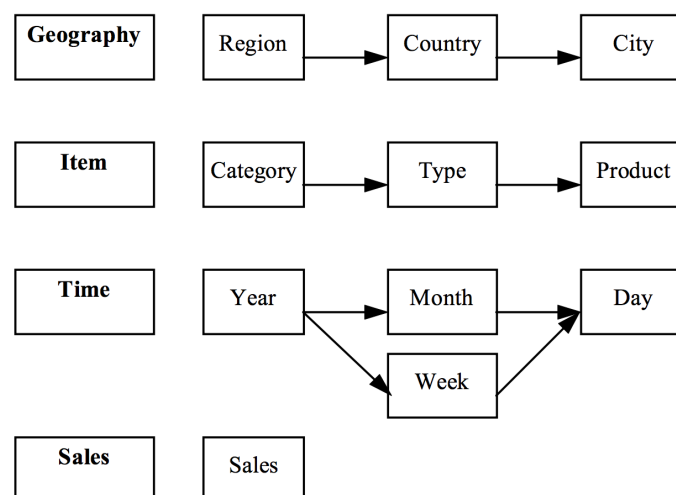 Geography
Region
Country
City
Item
Category
Type
Product
Time
Year
Month
Day
Week
Sales
Sales